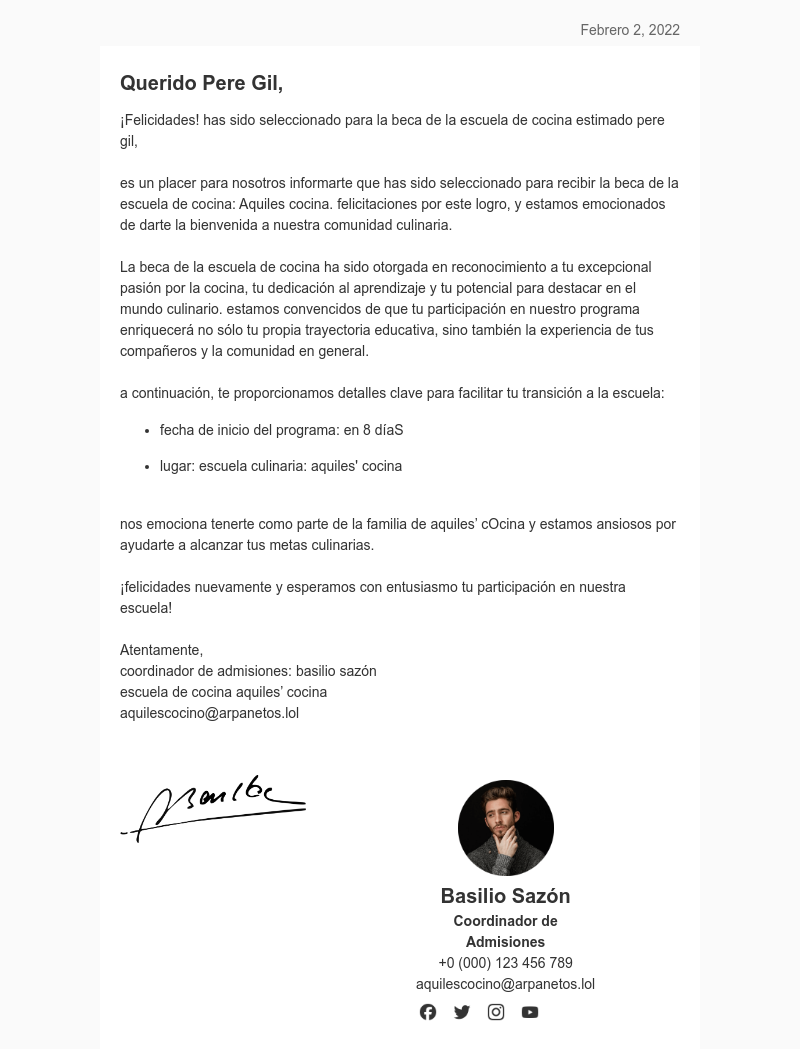 Febrero 2, 2022
Querido Pere Gil,
¡Felicidades! has sido seleccionado para la beca de la escuela de cocina estimado pere
gil,
es un placer para nosotros informarte que has sido seleccionado para recibir la beca de la
escuela de cocina: Aquiles cocina. felicitaciones por este logro, y estamos emocionados
de darte la bienvenida a nuestra comunidad culinaria.
La beca de la escuela de cocina ha sido otorgada en reconocimiento a tu excepcional
pasión por la cocina, tu dedicación al aprendizaje y tu potencial para destacar en el
mundo culinario. estamos convencidos de que tu participación en nuestro programa
enriquecerá no sólo tu propia trayectoria educativa, sino también la experiencia de tus
compañeros y la comunidad en general.
a continuación, te proporcionamos detalles clave para facilitar tu transición a la escuela:
• fecha de inicio del programa: en 8 díaS
• lugar: escuela culinaria: aquiles' cocina
nos emociona tenerte como parte de la familia de aquiles’ cOcina y estamos ansiosos por
ayudarte a alcanzar tus metas culinarias.
¡felicidades nuevamente y esperamos con entusiasmo tu participación en nuestra
escuela!
Atentamente,
coordinador de admisiones: basilio sazón
escuela de cocina aquiles’ cocina
aquilescocino@arpanetos.lol
Basilio Sazón
Coordinador de
Admisiones
+0 (000) 123 456 789
aquilescocino@arpanetos.lol